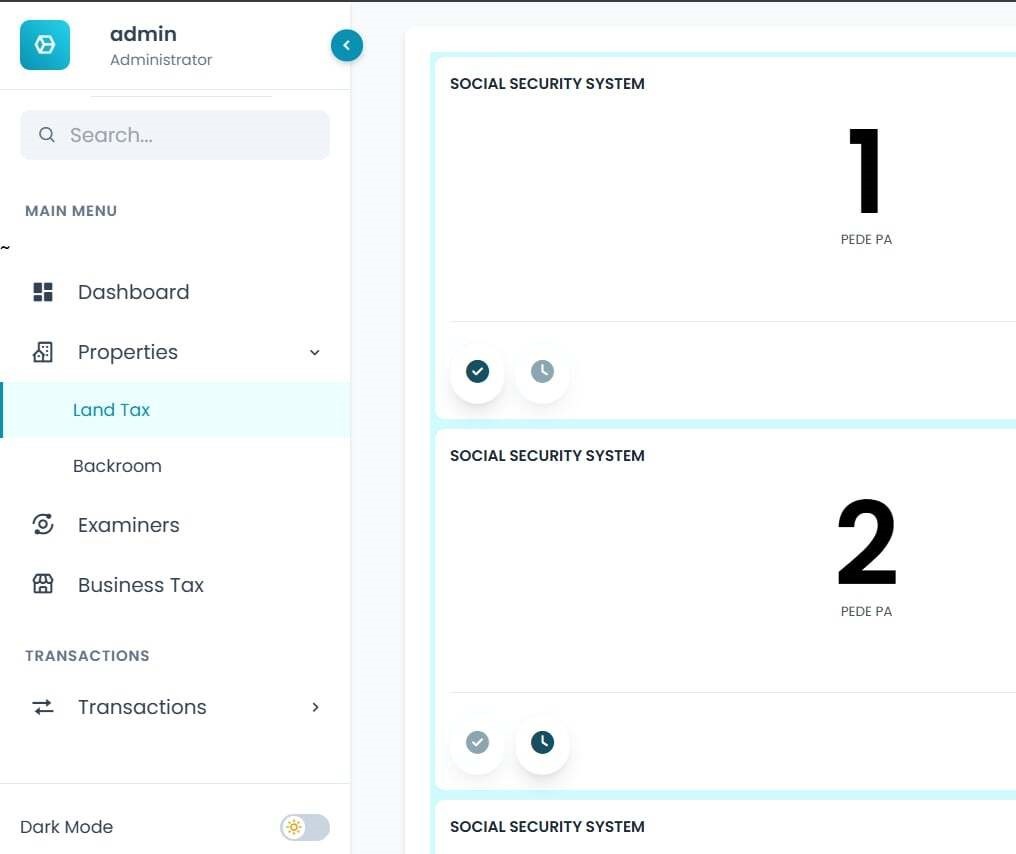 admin
Administrator
Search...
MAIN MENU
~
Dashboard
Properties
Land Tax
Backroom
Examiners
Business Tax
TRANSACTIONS
Transactions
Dark Mode
SOCIAL SECURITY SYSTEM
1
PEDE PA
SOCIAL SECURITY SYSTEM
2
PEDE PA
SOCIAL SECURITY SYSTEM